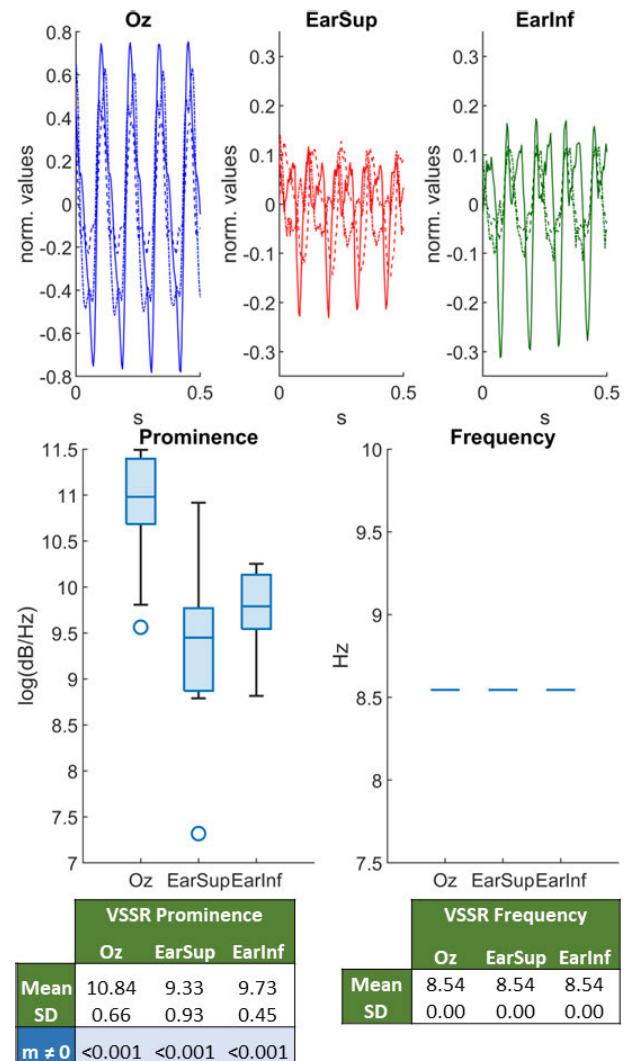 Oz
EarSup
EarInf
norm. values
0.8
0.6
0.4
0.2
0
-0.2
-0.4
-0.6
-0.8
0
0.5
s
norm. values
0.3
0.2
0.1
0
-0.1
-0.2
-0.3
0
0.5
s
norm. values
0.3
0.2
0.1
0
-0.1
-0.2
-0.3
0
0.5
s
Prominence
log(dB/Hz)
11.5
11
10.5
10
9.5
9
8.5
8
7.5
7
Oz EarSup EarInf
Frequency
Hz
10
9.5
9
8.5
8
7.5
Oz EarSup EarInf
VSSR Prominence
Oz EarSup EarInf
Mean 10.84 9.33 9.73
SD 0.66 0.93 0.45
m ≠ 0 <0.001 <0.001 <0.001
VSSR Frequency
Oz EarSup EarInf
Mean 8.54 8.54 8.54
SD 0.00 0.00 0.00